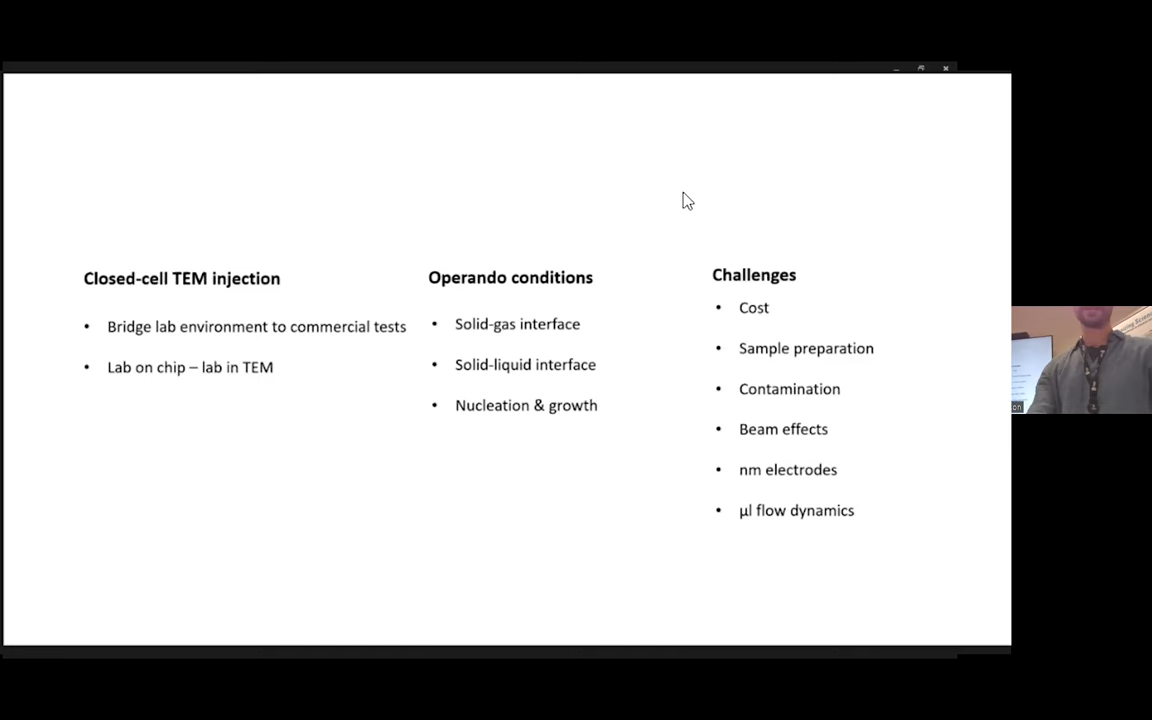 Closed-cell TEM injection
• Bridge lab environment to commercial tests
• Lab on chip – lab in TEM
Operando conditions
• Solid-gas interface
• Solid-liquid interface
• Nucleation & growth
Challenges
• Cost
• Sample preparation
• Contamination
• Beam effects
• nm electrodes
• µl flow dynamics
on